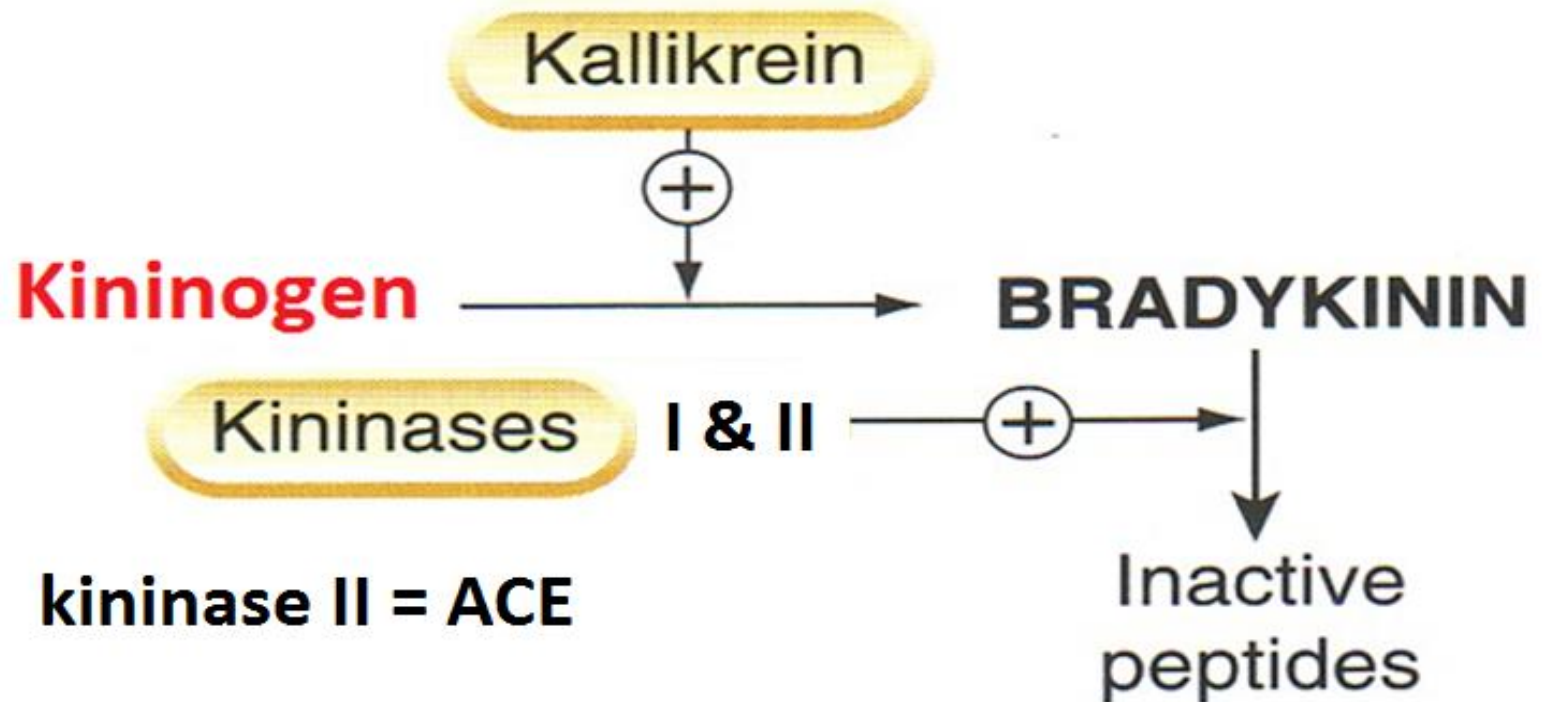 Kallikrein
+
Kininogen
BRADYKININ
Kininases I & II
+
kininase II = ACE
Inactive
peptides